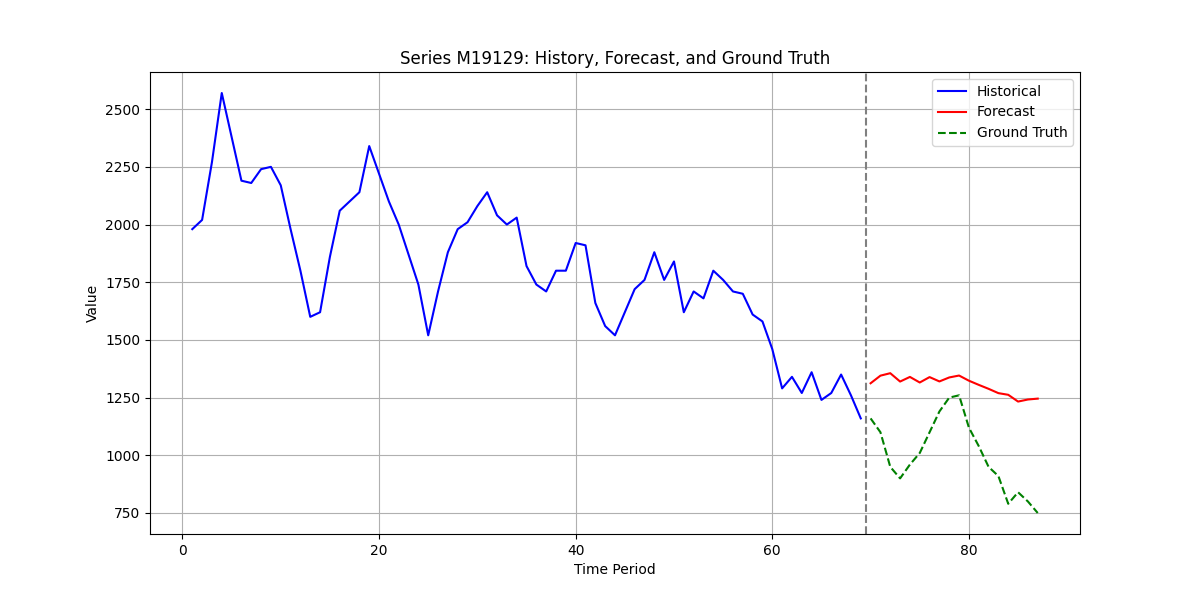 Series M19129: History, Forecast, and Ground Truth
Historical
Forecast
Ground Truth
Value
2500
2250
2000
1750
1500
1250
1000
750
0 20 40 60 80
Time Period